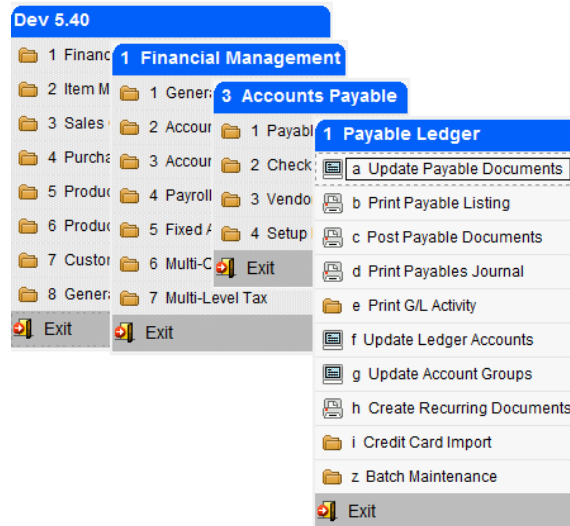 Dev 5.40
1 Financ
2 Item M
3 Sales
4 Purcha
5 Produc
6 Produc
7 Custor
8 Genera
Exit
1 Financial Management
1 Genera
2 Accour
3 Accour
4 Payroll
5 Fixed A
6 Multi-C
7 Multi-Level Tax
Exit
3 Accounts Payable
1 Payabl
2 Check
3 Vendo
4 Setup
Exit
1 Payable Ledger
a Update Payable Documents
b Print Payable Listing
c Post Payable Documents
d Print Payables Journal
e Print G/L Activity
f Update Ledger Accounts
g Update Account Groups
h Create Recurring Documents
i Credit Card Import
z Batch Maintenance
Exit